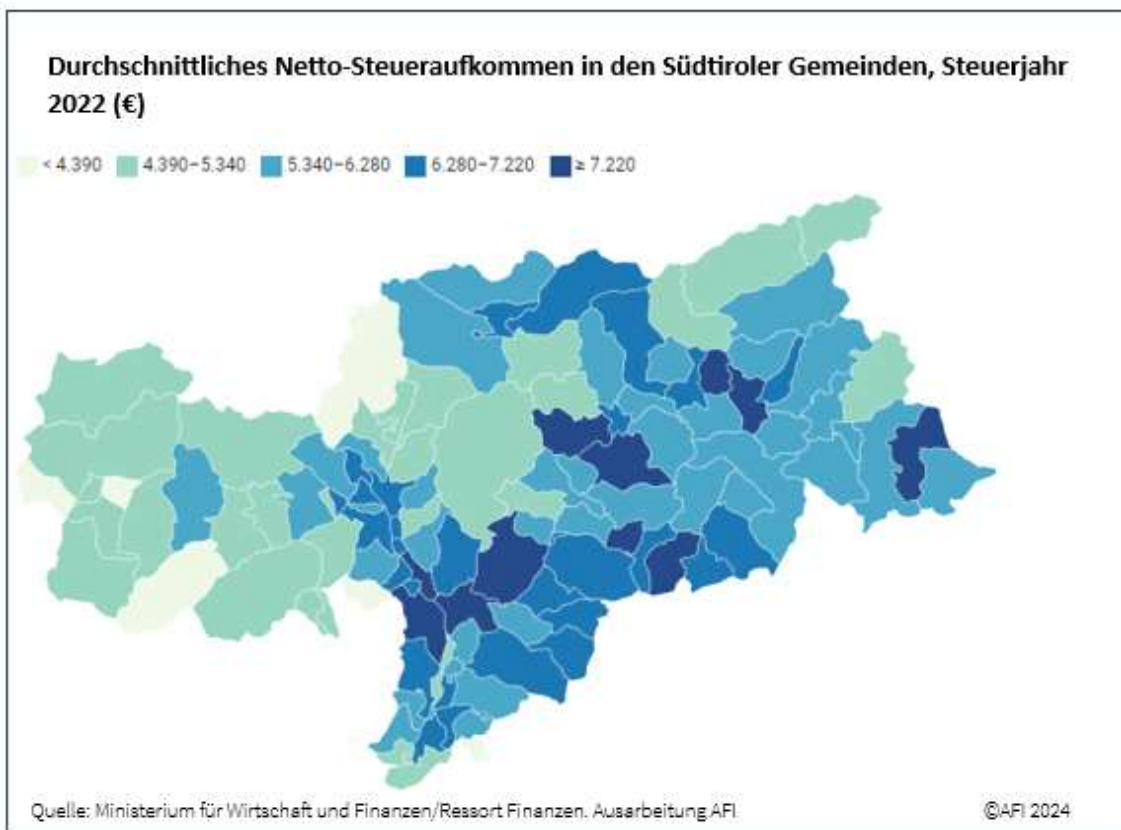 Durchschnittliches Netto-Steueraufkommen in den Südtiroler Gemeinden, Steuerjahr
2022 (€)
< 4.390 4.390–5.340 5.340–6.280 6.280–7.220 ≥ 7.220
Quelle: Ministerium für Wirtschaft und Finanzen/Ressort Finanzen. Ausarbeitung AFI ©AFI 2024